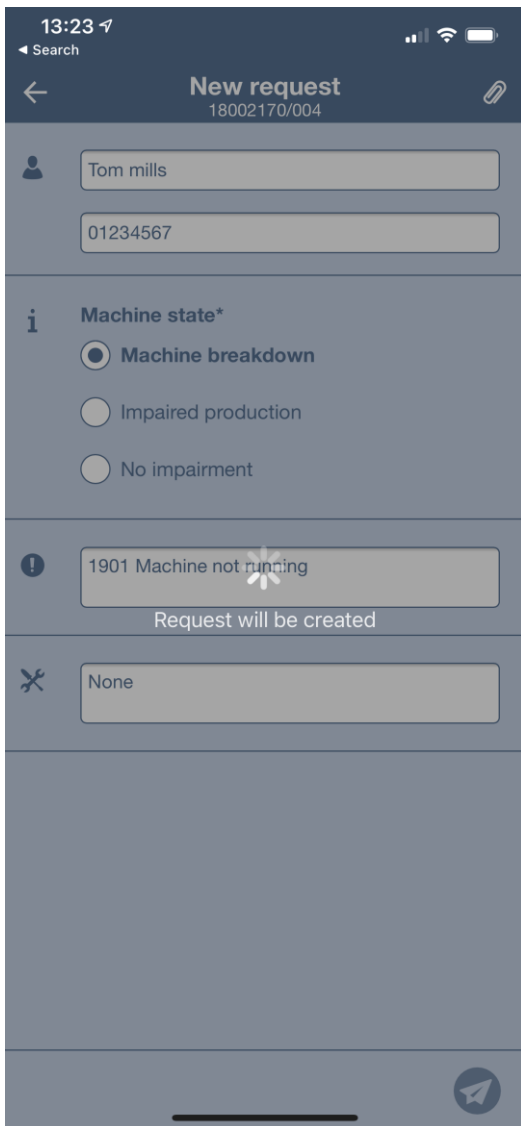 13:23
◀ Search
New request
18002170/004
Tom mills
01234567
Machine state*
Machine breakdown
Impaired production
No impairment
1901 Machine not running
Request will be created
None